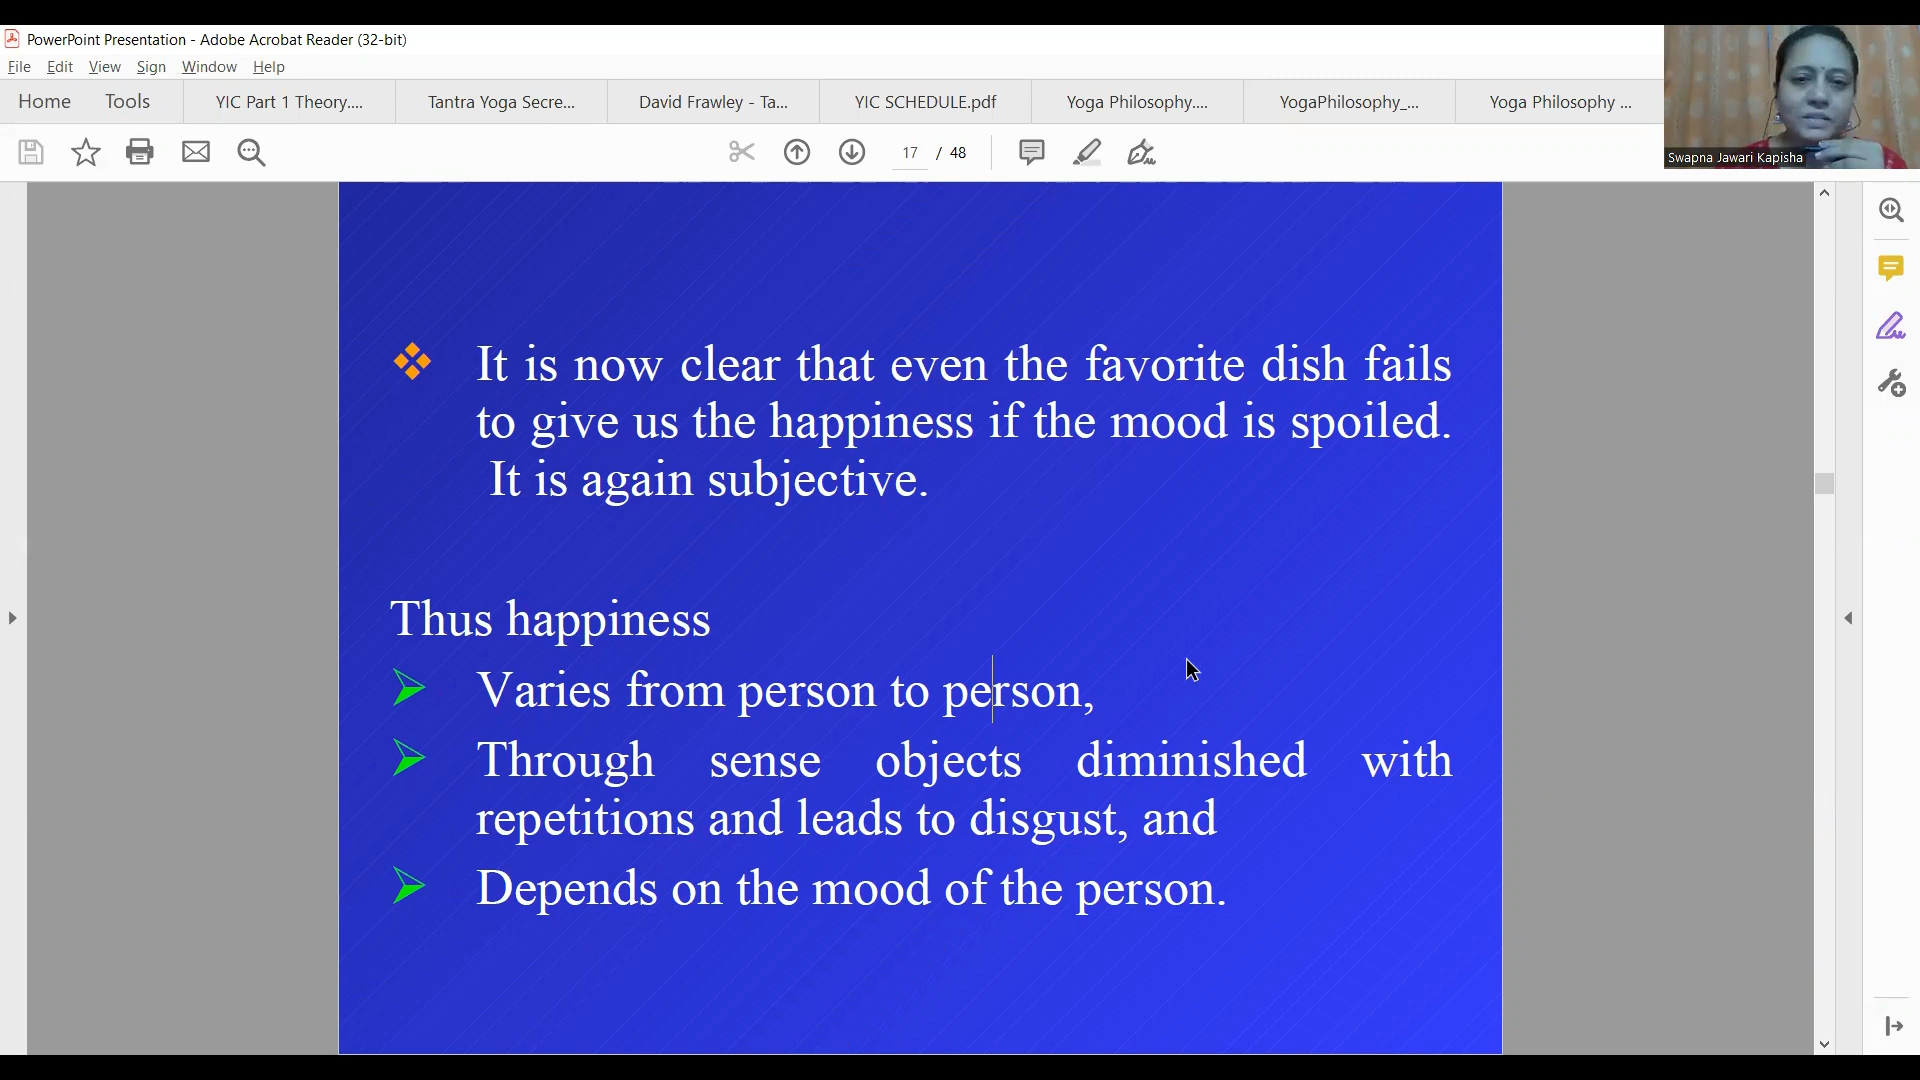 PowerPoint Presentation - Adobe Acrobat Reader (32-bit)
File Edit View Sign Window Help
Home Tools YIC Part 1 Theory.... Tantra Yoga Secre... David Frawley - Ta... YIC SCHEDULE.pdf Yoga Philosophy.... YogaPhilosophy_... Yoga Philosophy ...
17 / 48
Swapna Jawari Kapisha
It is now clear that even the favorite dish fails
to give us the happiness if the mood is spoiled.
It is again subjective.
Thus happiness
Varies from person to person,
Through sense objects diminished with
repetitions and leads to disgust, and
Depends on the mood of the person.